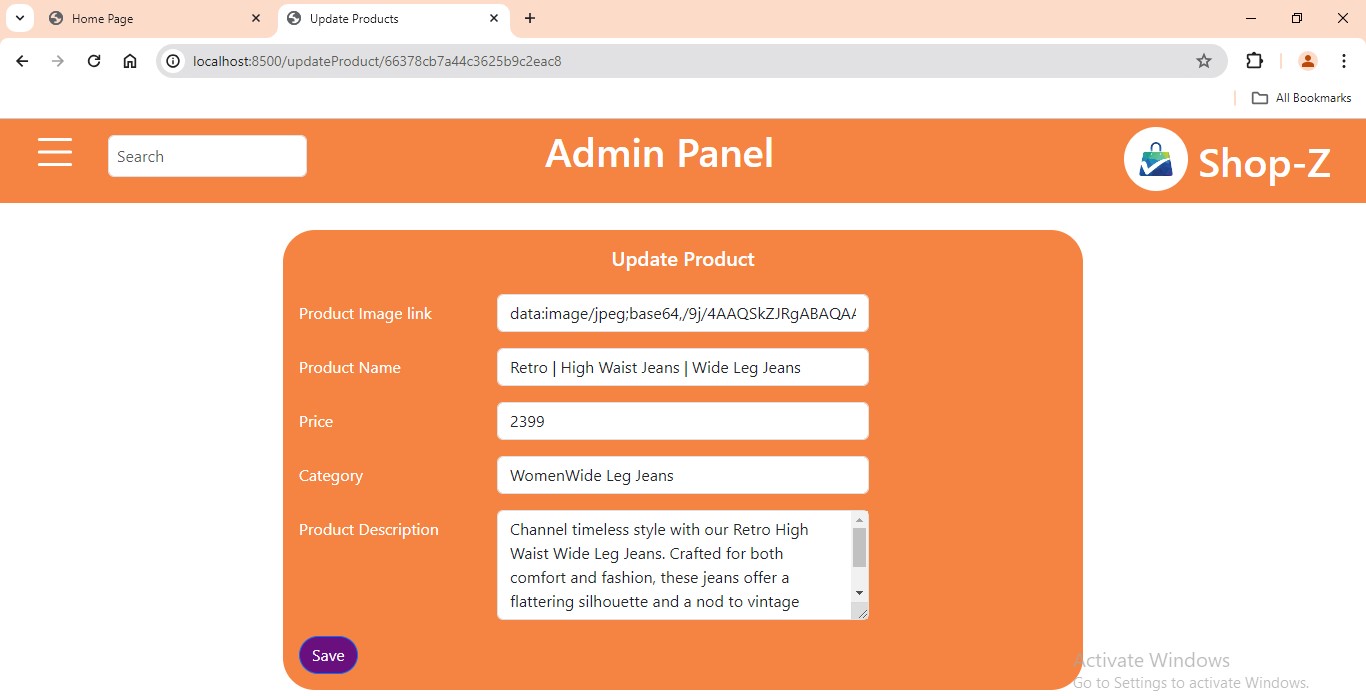 Home Page
Update Products
localhost:8500/updateProduct/66378cb7a44c3625b9c2eac8
All Bookmarks
Search
Admin Panel
Shop-Z
Update Product
Product Image link
data:image/jpeg;base64,/9j/4AAQSkZJRgABAQAA
Product Name
Retro | High Waist Jeans | Wide Leg Jeans
Price
2399
Category
WomenWide Leg Jeans
Product Description
Channel timeless style with our Retro High
Waist Wide Leg Jeans. Crafted for both
comfort and fashion, these jeans offer a
flattering silhouette and a nod to vintage
Save
Activate Windows
Go to Settings to activate Windows.